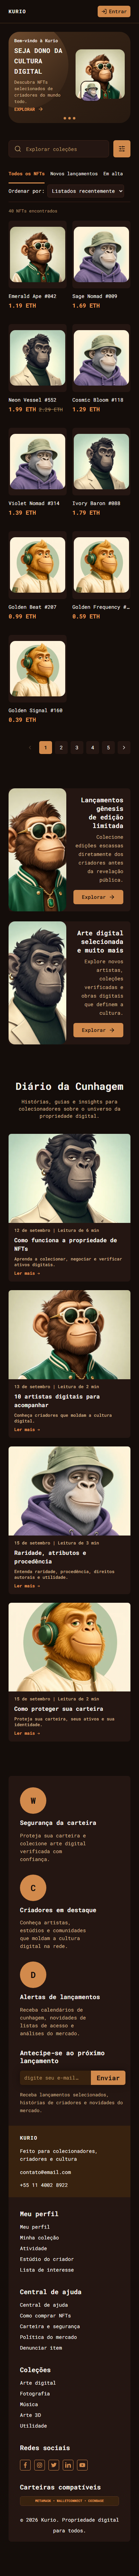 KURIO
Entrar
Bem-vindo à Kurio
SEJA DONO DA
CULTURA
DIGITAL
Descubra NFTs
selecionados de
criadores do mundo
todo.
EXPLORAR →
Explorar coleções
Todos os NFTs Novos lançamentos Em alta
Ordenar por: Listados recentemente
Emerald Ape #042
1.19 ETH
Sage Nomad #009
1.69 ETH
Neon Vessel #552
1.99 ETH 2.29 ETH
Cosmic Bloom #118
1.29 ETH
Violet Nomad #314
1.39 ETH
Ivory Baron #088
1.79 ETH
Golden Beat #207
0.99 ETH
Golden Frequency #…
0.59 ETH
Golden Signal #160
0.39 ETH
1 2 3 4 5
Lançamentos
gênesis
de edição
limitada
Colecione
edições escassas
diretamente dos
criadores antes
da revelação
pública.
Explorar →
Arte digital
selecionada
e muito mais
Explore novos
artistas,
coleções
verificadas e
obras digitais
que definem a
cultura.
Explorar →
Diário da Cunhagem
Histórias, guias e insights para
colecionadores sobre o universo da
propriedade digital.
12 de setembro | Leitura de 6 min
Como funciona a propriedade de
NFTs
Aprenda a colecionar, negociar e verificar
ativos digitais.
Ler mais →
13 de setembro | Leitura de 2 min
10 artistas digitais para
acompanhar
Conheça criadores que moldam a cultura
digital.
Ler mais →
15 de setembro | Leitura de 3 min
Raridade, atributos e
procedência
Entenda raridade, procedência, direitos
autorais e utilidade.
Ler mais →
15 de setembro | Leitura de 2 min
Como proteger sua carteira
Proteja sua carteira, seus ativos e sua
identidade.
Ler mais →
W
Segurança da carteira
Proteja sua carteira e
colecione arte digital
verificada com
confiança.
C
Criadores em destaque
Conheça artistas,
estúdios e comunidades
que moldam a cultura
digital na rede.
D
Alertas de lançamentos
Receba calendários de
cunhagem, novidades de
listas de acesso e
análises do mercado.
Antecipe-se ao próximo
lançamento
digite seu e-mail…
Enviar
Receba lançamentos selecionados,
histórias de criadores e novidades do
mercado.
KURIO
Feito para colecionadores,
criadores e cultura
contato@email.com
+55 11 4002 8922
Meu perfil
Meu perfil
Minha coleção
Atividade
Estúdio do criador
Lista de interesse
Central de ajuda
Central de ajuda
Como comprar NFTs
Carteira e segurança
Política do mercado
Denunciar item
Coleções
Arte digital
Fotografia
Música
Arte 3D
Utilidade
Redes sociais
Carteiras compatíveis
METAMASK · WALLETCONNECT · COINBASE
© 2026 Kurio. Propriedade digital
para todos.